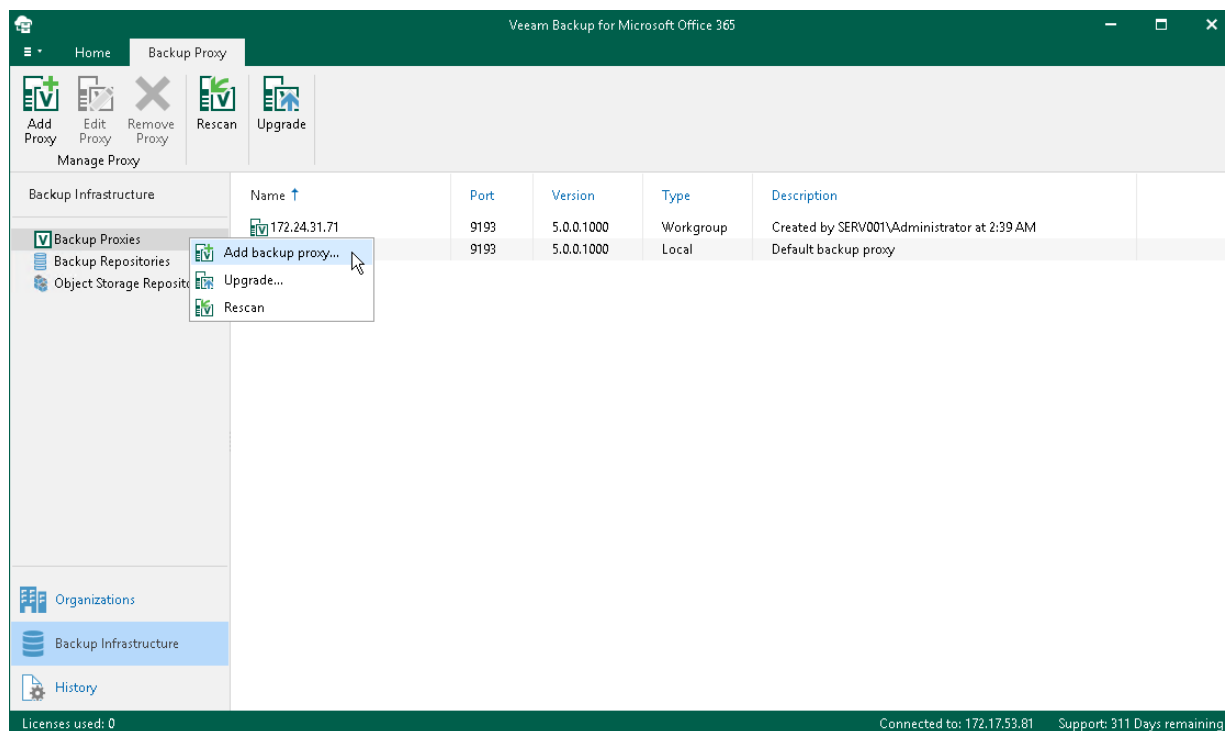 Veeam Backup for Microsoft Office 365
Home Backup Proxy
Add Proxy
Edit Proxy
Remove Proxy
Rescan
Upgrade
Manage Proxy
Backup Infrastructure
Name Port Version Type Description
172.24.31.71 9193 5.0.0.1000 Workgroup Created by SERV001\Administrator at 2:39 AM
9193 5.0.0.1000 Local Default backup proxy
Backup Proxies
Backup Repositories
Object Storage Reposit
Add backup proxy...
Upgrade...
Rescan
Organizations
Backup Infrastructure
History
Licenses used: 0 Connected to: 172.17.53.81 Support: 311 Days remaining